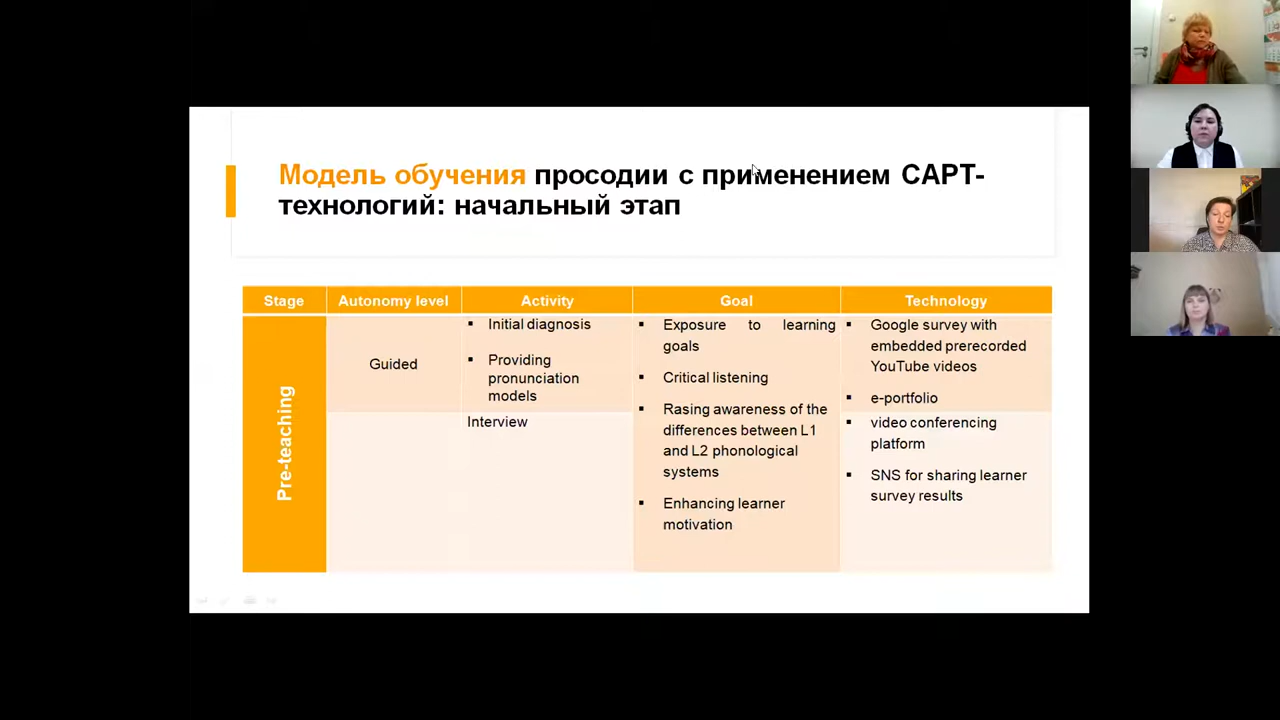 Модель обучения просодии с применением CAPT-
технологий: начальный этап
Stage
Autonomy level
Activity
Goal
Technology
Pre-teaching
Guided
▪ Initial diagnosis
▪ Providing
pronunciation
models
Interview
▪ Exposure to learning
goals
▪ Critical listening
▪ Rasing awareness of the
differences between L1
and L2 phonological
systems
▪ Enhancing learner
motivation
▪ Google survey with
embedded prerecorded
YouTube videos
▪ e-portfolio
▪ video conferencing
platform
▪ SNS for sharing learner
survey results